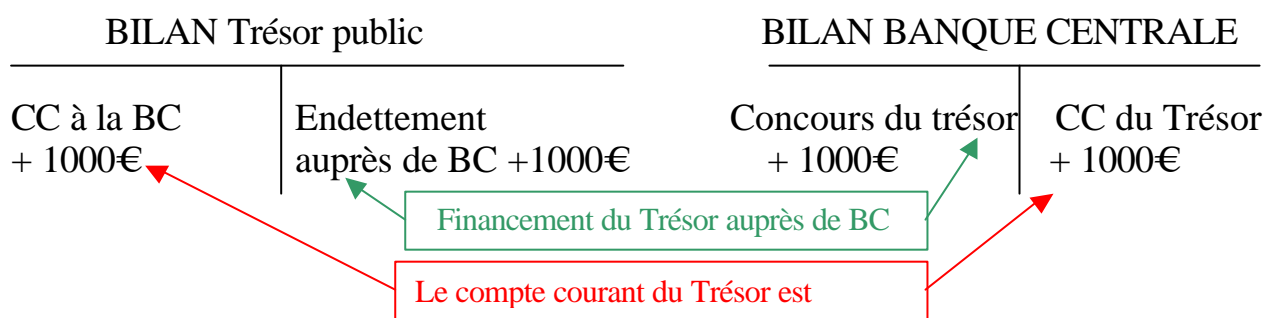 BILAN Trésor public
BILAN BANQUE CENTRALE
CC à la BC
+ 1000€
Endettement
auprès de BC +1000€
Concours du trésor
+ 1000€
CC du Trésor
+ 1000€
Financement du Trésor auprès de BC
Le compte courant du Trésor est